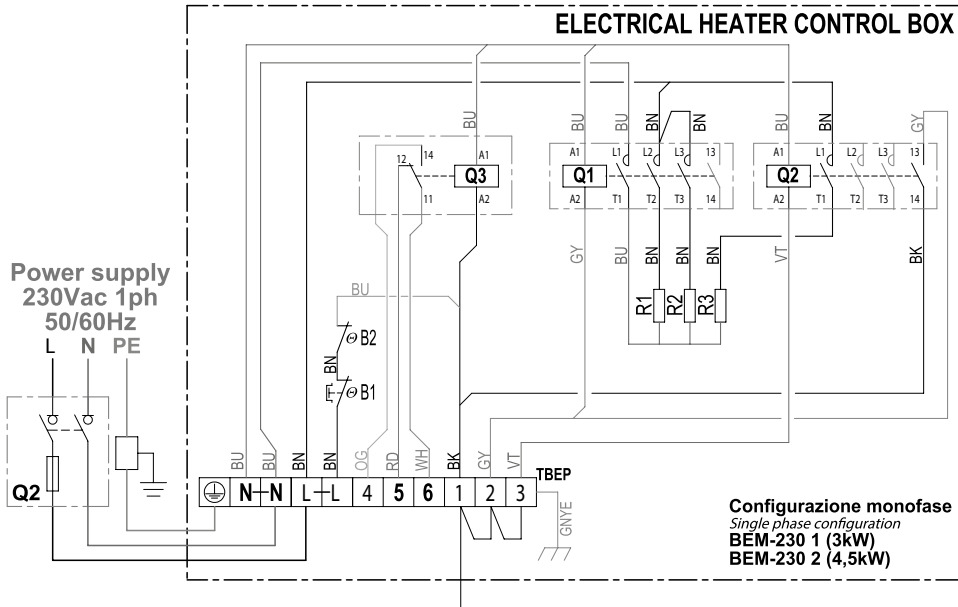 ELECTRICAL HEATER CONTROL BOX
BU BU BU BN BN BU BN GY
12 14 A1 Q3 11 A2
A1 L1 L2 L3 13 Q1 A2 T1 T2 T3 14
A1 L1 L2 L3 13 Q2 A2 T1 T2 T3 14
GY BU BN BN BN VT BK
Power supply
230Vac 1ph
50/60Hz
L N PE
BU
B2
BN
B1
R1 R2 R3
Q2
BU BU BN BN OG RD WH BK GY VT
TBEP
N N L L 4 5 6 1 2 3
GNYE
Configurazione monofase
Single phase configuration
BEM-230 1 (3kW)
BEM-230 2 (4,5kW)